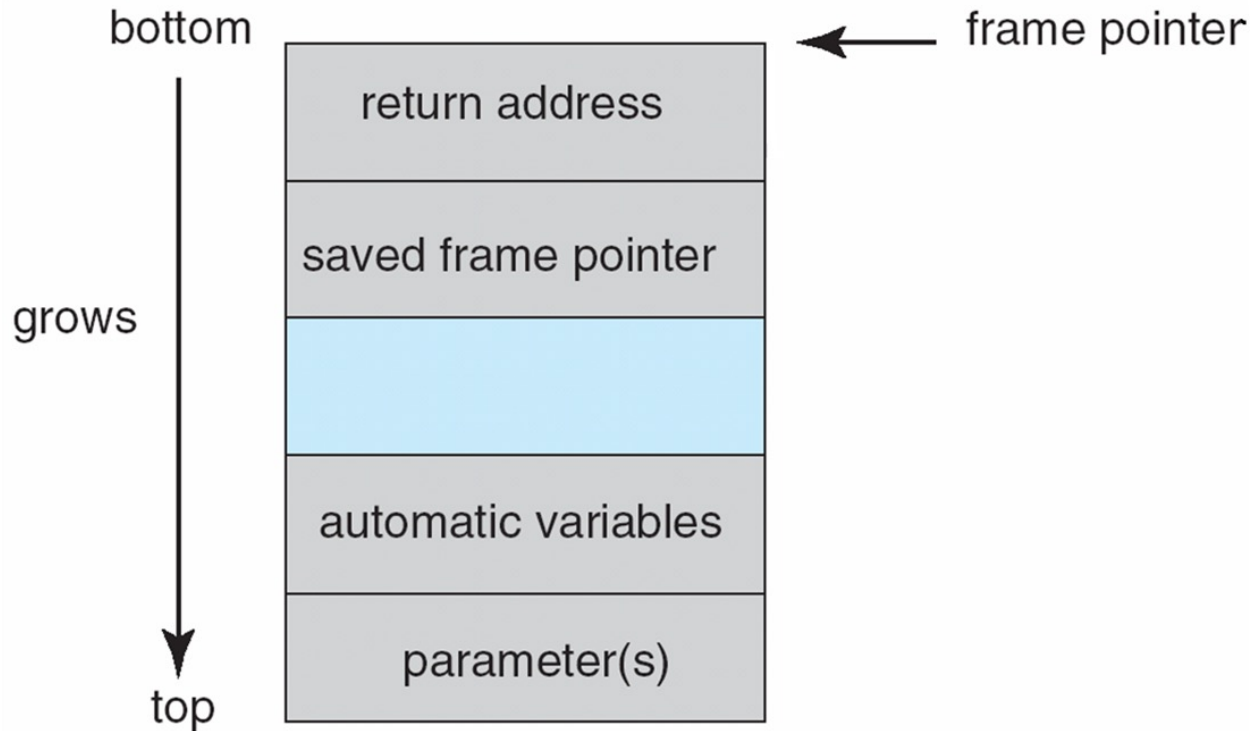 bottom
frame pointer
return address
saved frame pointer
grows
automatic variables
parameter(s)
top